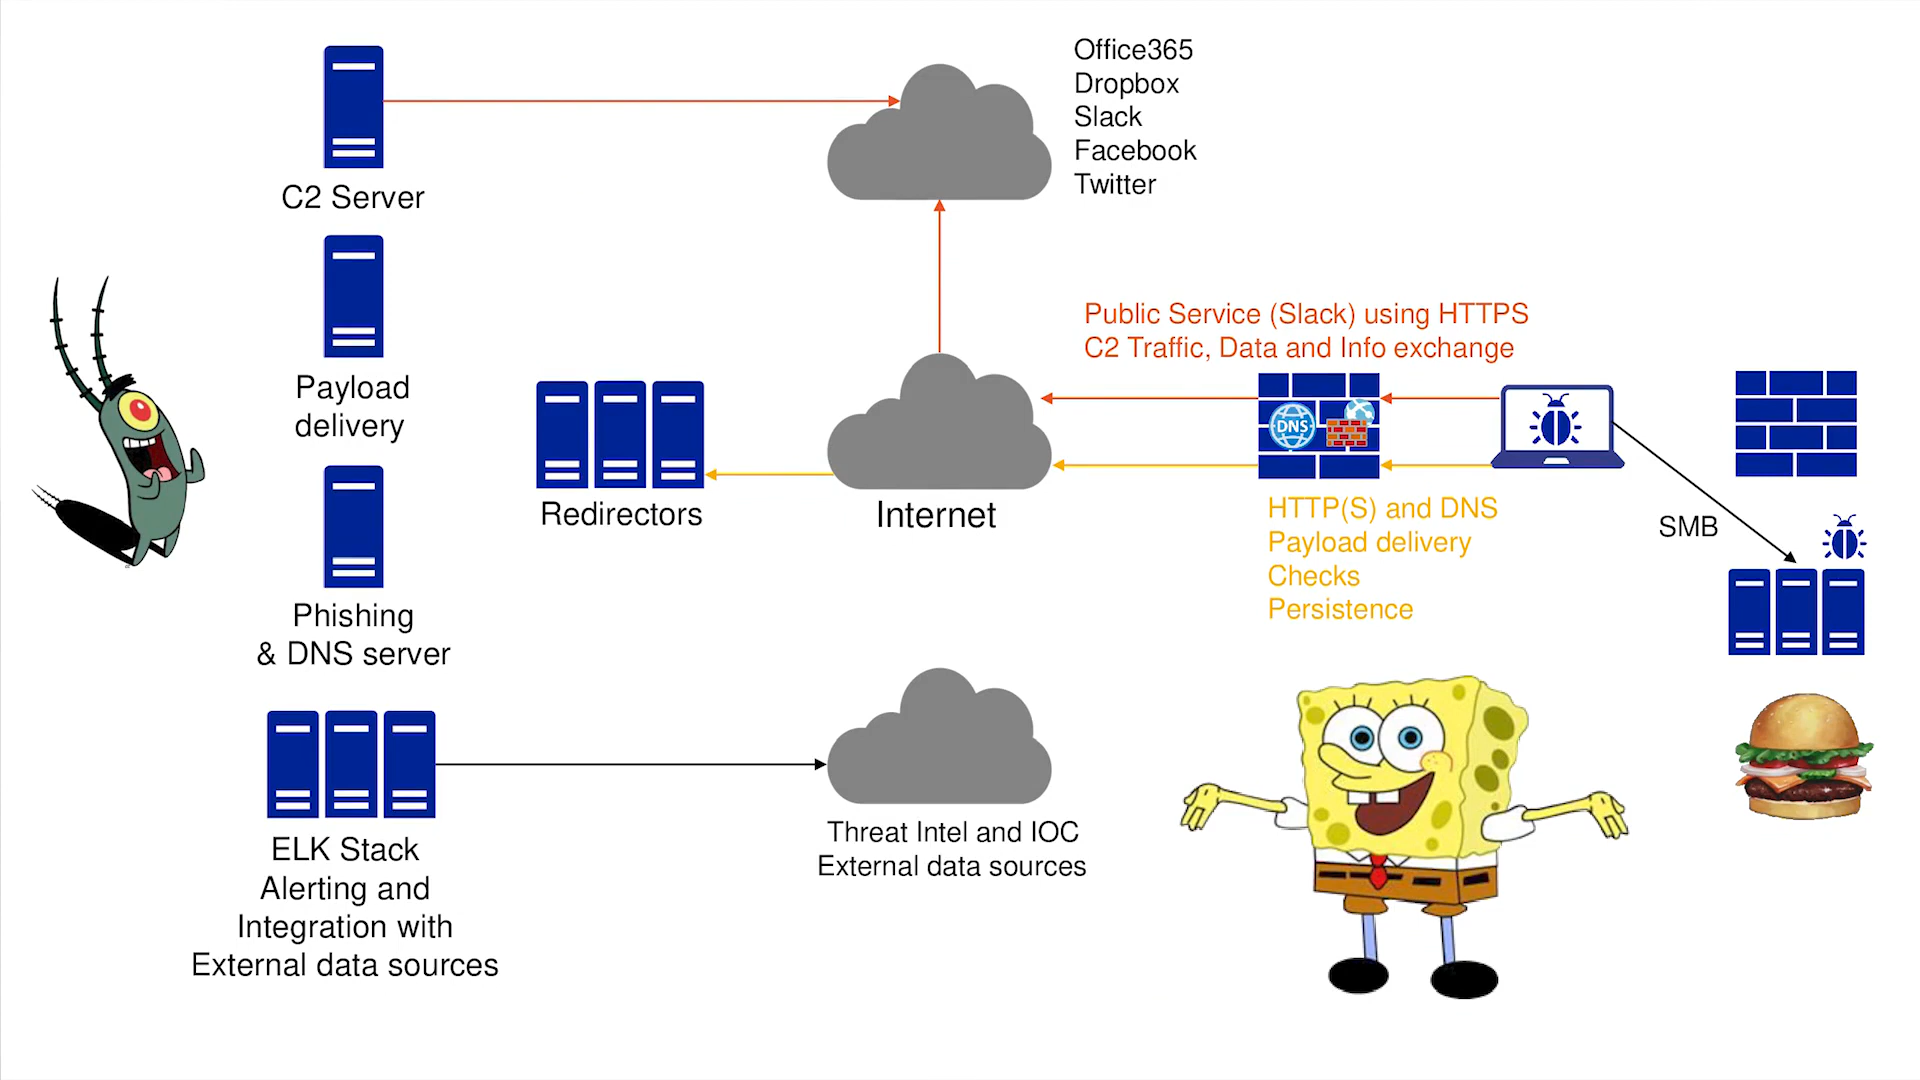 Office365
Dropbox
Slack
Facebook
Twitter
C2 Server
Payload
delivery
Phishing
& DNS server
Redirectors
Internet
Public Service (Slack) using HTTPS
C2 Traffic, Data and Info exchange
DNS
HTTP(S) and DNS
Payload delivery
Checks
Persistence
SMB
ELK Stack
Alerting and
Integration with
External data sources
Threat Intel and IOC
External data sources